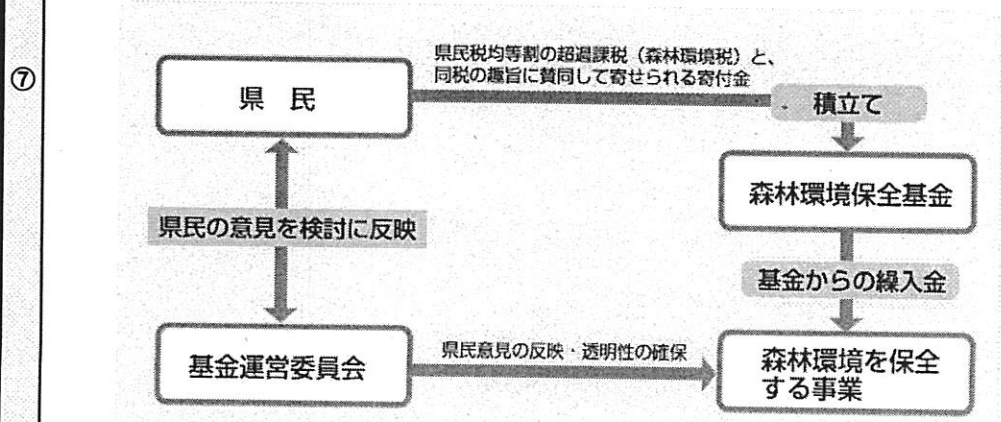 ⑦
県民税均等割の超過課税（森林環境税）と、
同税の趣旨に賛同して寄せられる寄付金
県 民
積立て
森林環境保全基金
県民の意見を検討に反映
基金からの繰入金
基金運営委員会
県民意見の反映・透明性の確保
森林環境を保全
する事業